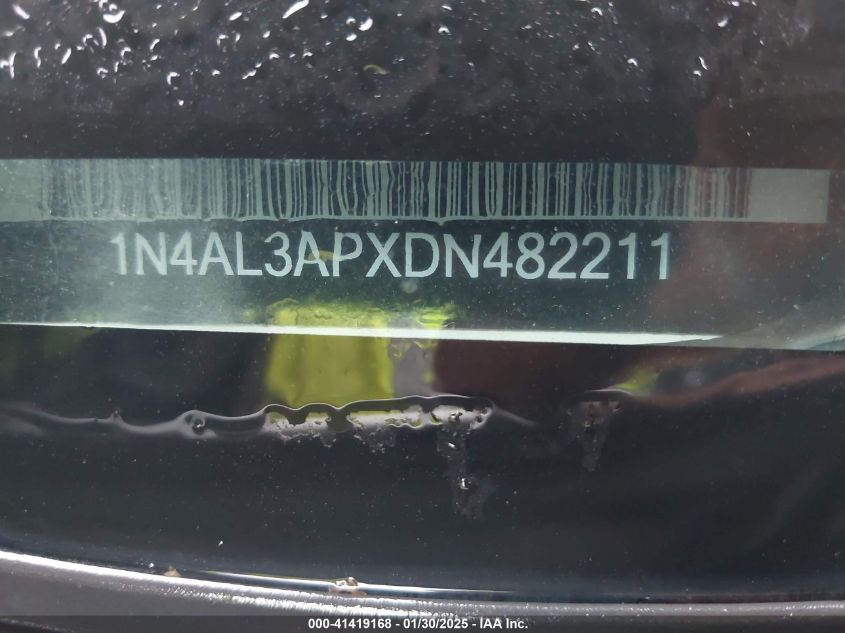 1N4AL3APXDN482211
000-41419168 - 01/30/2025 - IAA Inc.